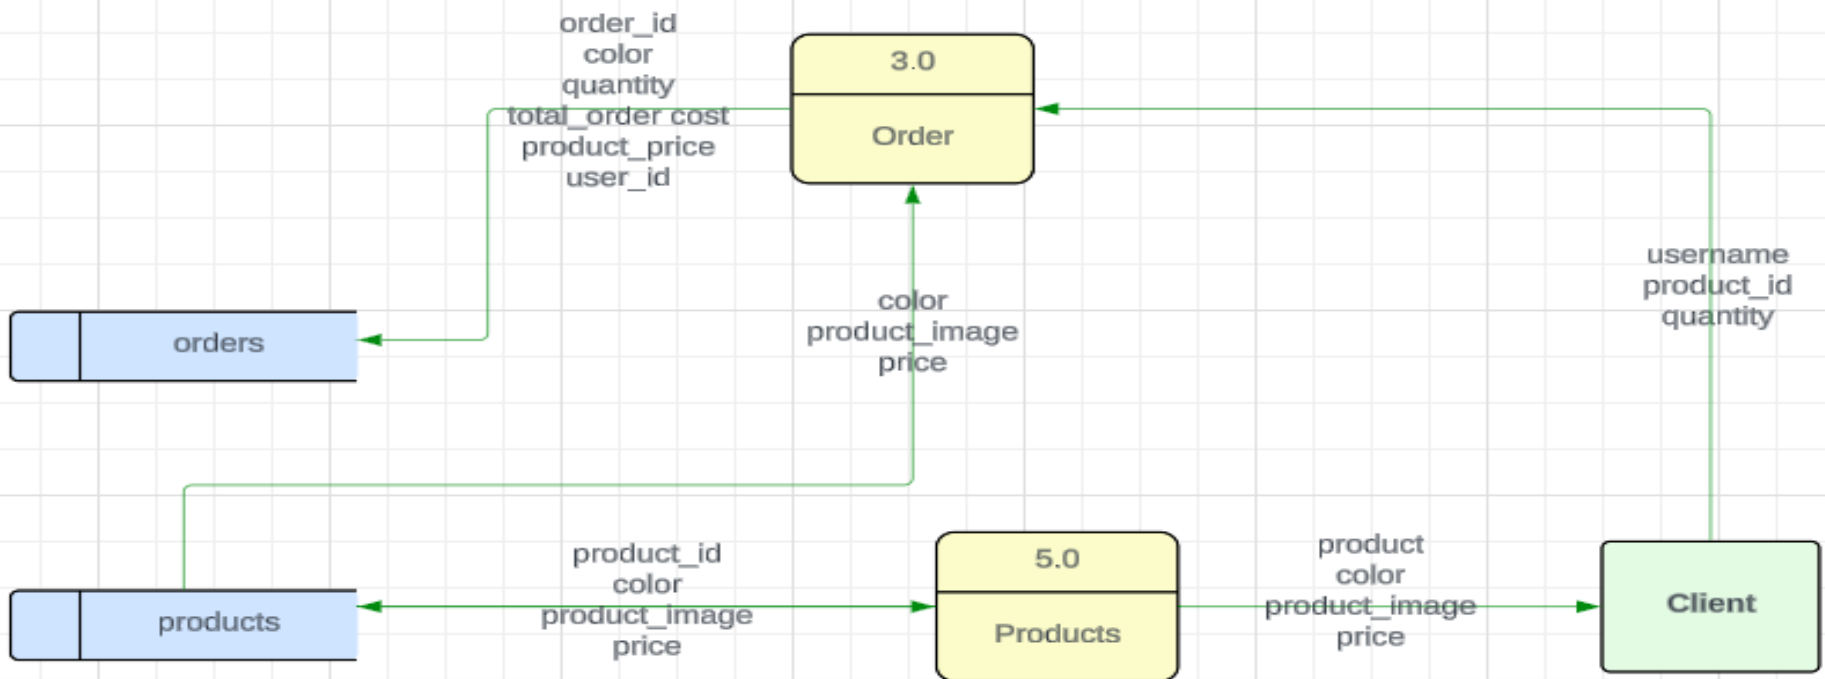 order_id
color
quantity
total_order cost
product_price
user_id
3.0
Order
username
product_id
quantity
color
product_image
price
orders
product_id
color
product_image
price
5.0
Products
product
color
product_image
price
Client
products